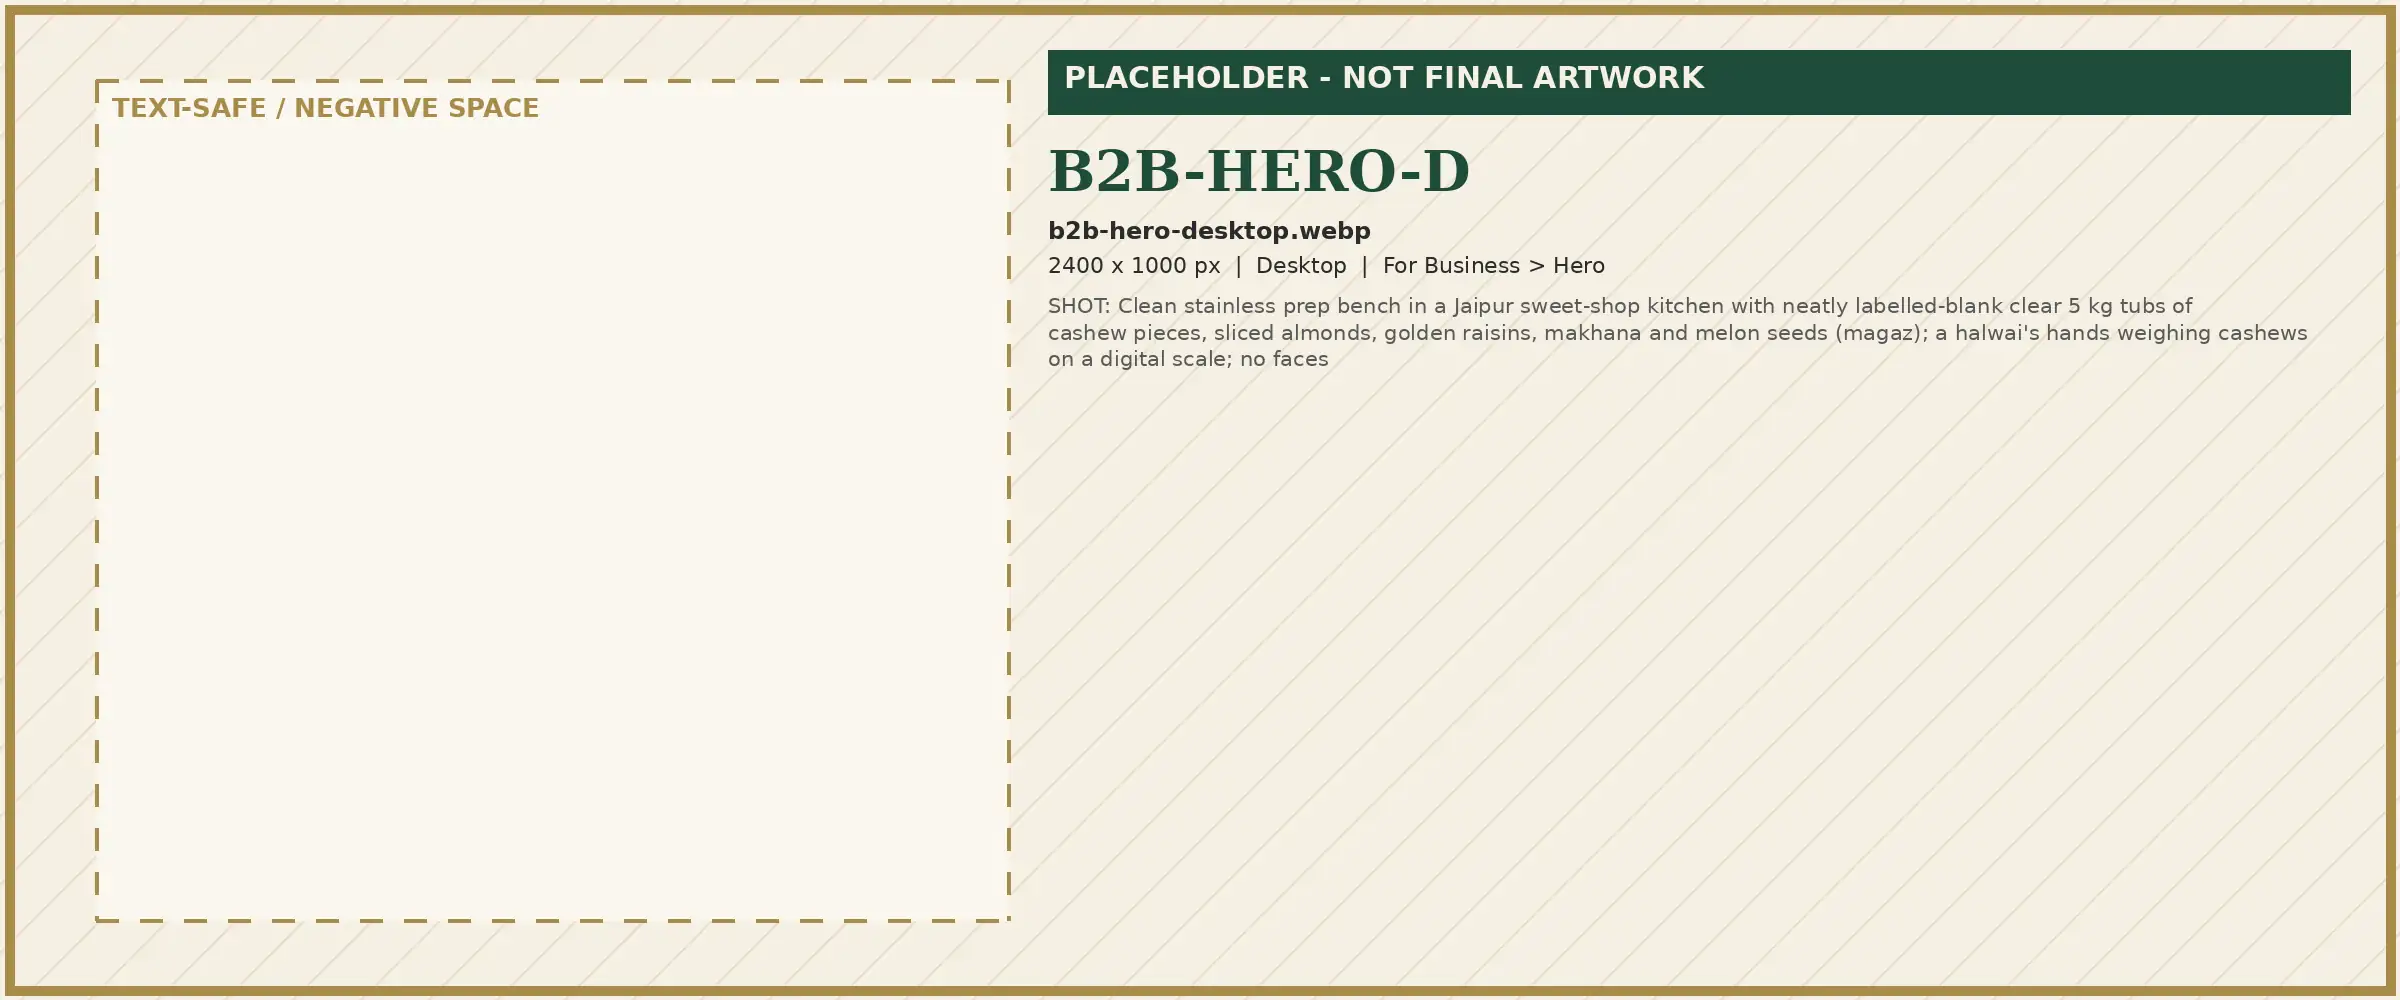 TEXT-SAFE / NEGATIVE SPACE
PLACEHOLDER - NOT FINAL ARTWORK
B2B-HERO-D
b2b-hero-desktop.webp
2400 x 1000 px | Desktop | For Business > Hero
SHOT: Clean stainless prep bench in a Jaipur sweet-shop kitchen with neatly labelled-blank clear 5 kg tubs of
cashew pieces, sliced almonds, golden raisins, makhana and melon seeds (magaz); a halwai's hands weighing cashews
on a digital scale; no faces